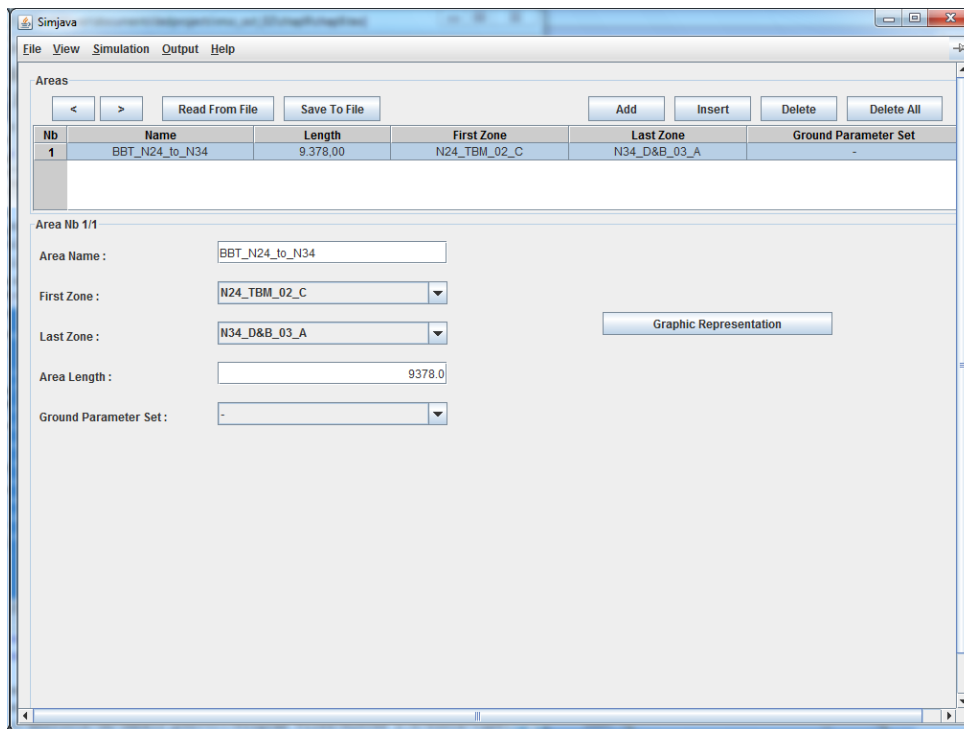 Simjava
File View Simulation Output Help
Areas
< > Read From File Save To File Add Insert Delete Delete All
Nb Name Length First Zone Last Zone Ground Parameter Set
1 BBT_N24_to_N34 9.378,00 N24_TBM_02_C N34_D&B_03_A -
Area Nb 1/1
Area Name : BBT_N24_to_N34
First Zone : N24_TBM_02_C
Last Zone : N34_D&B_03_A
Graphic Representation
Area Length : 9378.0
Ground Parameter Set : -